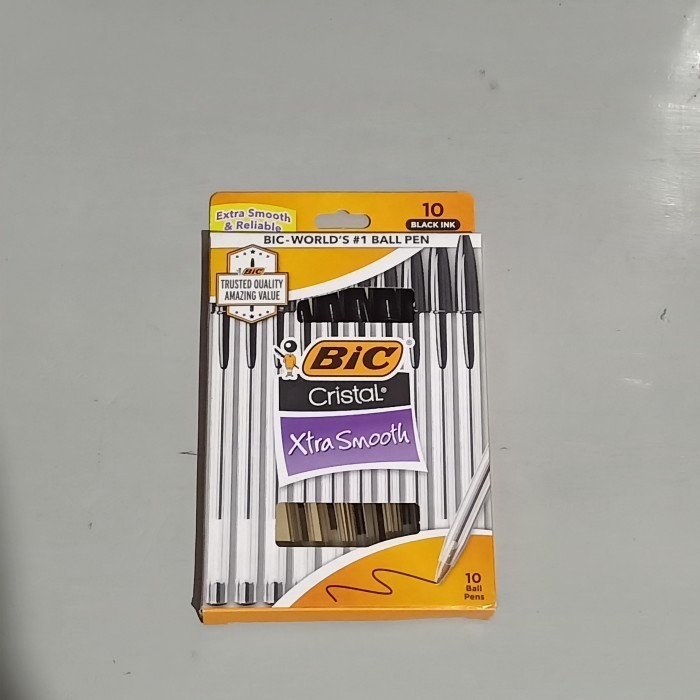 Extra Smooth
& Reliable
10
BLACK INK
BIC-WORLD'S #1 BALL PEN
BiC
TRUSTED QUALITY
AMAZING VALUE
BiC®
Cristal®
Xtra Smooth
10
Ball
Pens